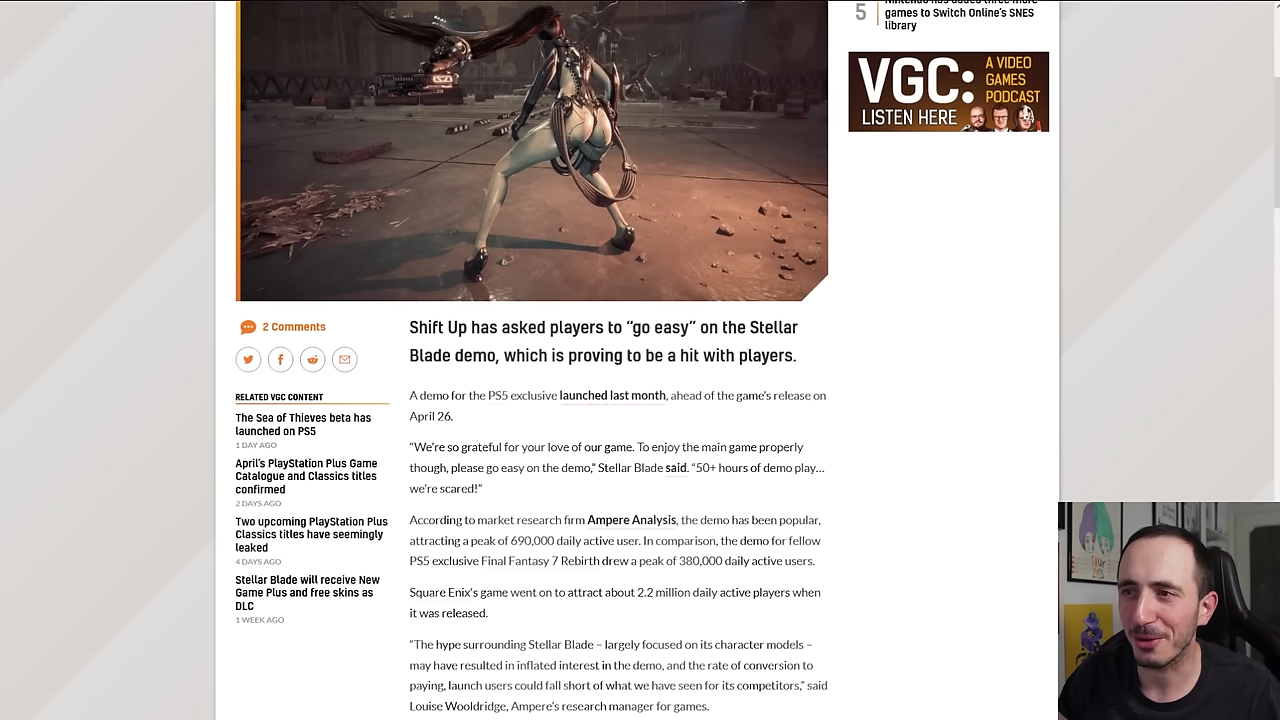 5
Nintendo has added three more
games to Switch Online's SNES
library
VGC:
A VIDEO
GAMES
PODCAST
LISTEN HERE
2 Comments
Shift Up has asked players to “go easy” on the Stellar
Blade demo, which is proving to be a hit with players.
RELATED VGC CONTENT
The Sea of Thieves beta has
launched on PS5
1 DAY AGO
April's PlayStation Plus Game
Catalogue and Classics titles
confirmed
2 DAYS AGO
Two upcoming PlayStation Plus
Classics titles have seemingly
leaked
4 DAYS AGO
Stellar Blade will receive New
Game Plus and free skins as
DLC
1 WEEK AGO
A demo for the PS5 exclusive launched last month, ahead of the game's release on
April 26.
“We're so grateful for your love of our game. To enjoy the main game properly
though, please go easy on the demo,” Stellar Blade said. “50+ hours of demo play…
we're scared!”
According to market research firm Ampere Analysis, the demo has been popular,
attracting a peak of 690,000 daily active user. In comparison, the demo for fellow
PS5 exclusive Final Fantasy 7 Rebirth drew a peak of 380,000 daily active users.
Square Enix's game went on to attract about 2.2 million daily active players when
it was released.
“The hype surrounding Stellar Blade – largely focused on its character models –
may have resulted in inflated interest in the demo, and the rate of conversion to
paying, launch users could fall short of what we have seen for its competitors,” said
Louise Wooldridge, Ampere's research manager for games.